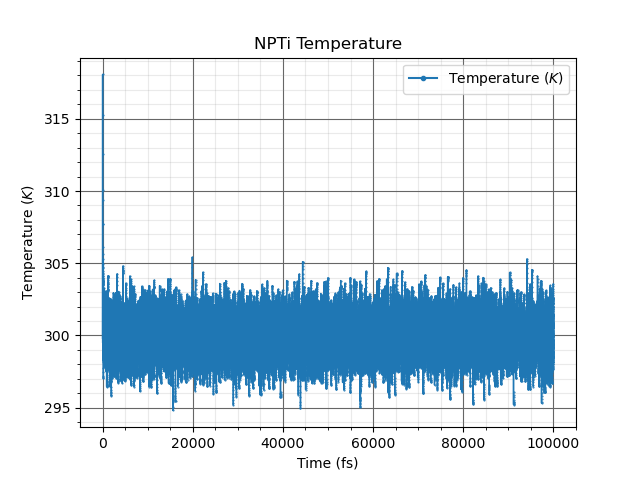 NPTi Temperature
Temperature (K)
315
310
305
300
295
Temperature (K)
0 20000 40000 60000 80000 100000
Time (fs)